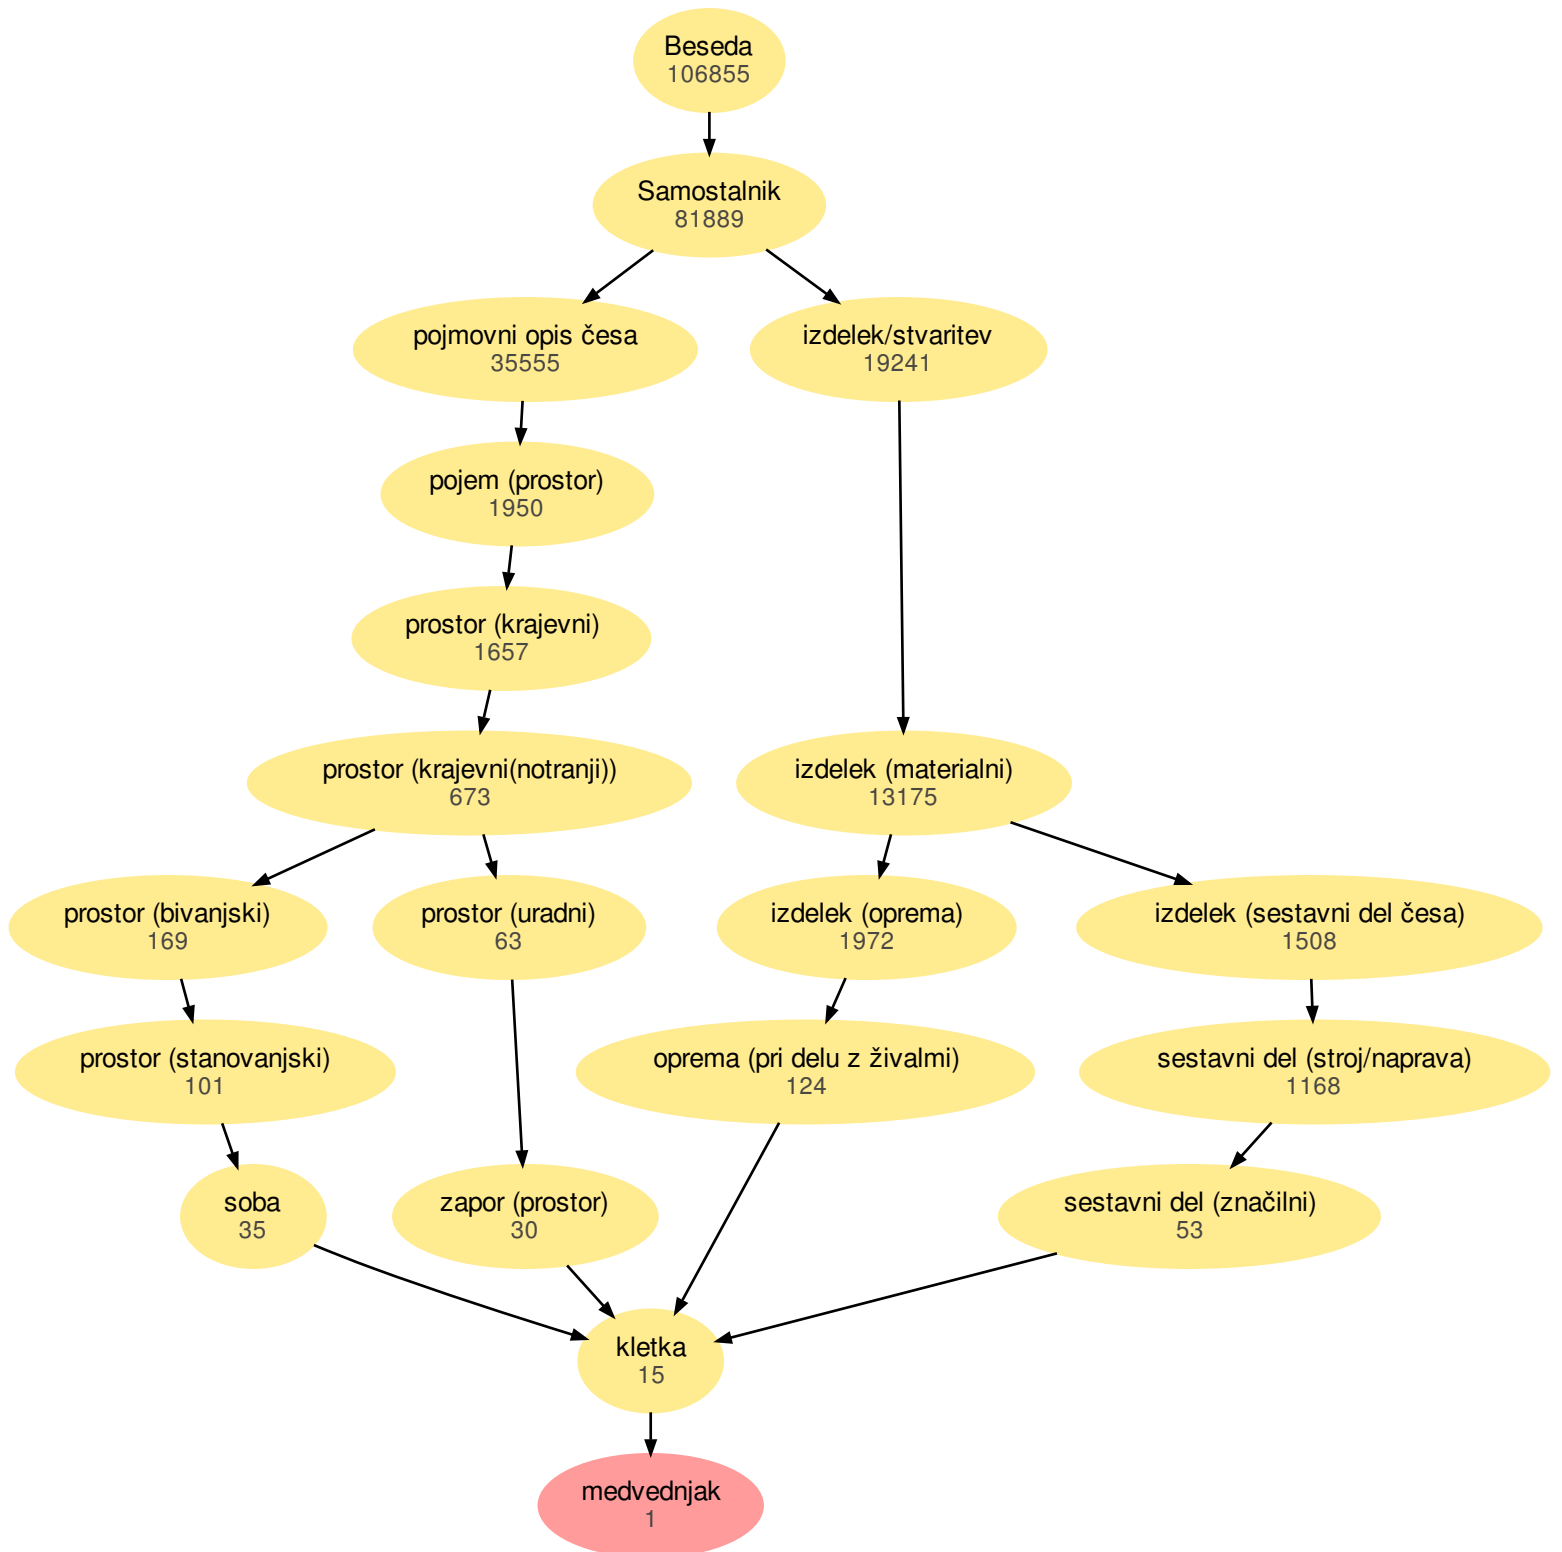 Beseda
106855
Samostalnik
81889
pojmovni opis česa
35555
izdelek/stvaritev
19241
pojem (prostor)
1950
prostor (krajevni)
1657
prostor (krajevni(notranji))
673
izdelek (materialni)
13175
prostor (bivanjski)
169
prostor (uradni)
63
izdelek (oprema)
1972
izdelek (sestavni del česa)
1508
prostor (stanovanjski)
101
oprema (pri delu z živalmi)
124
sestavni del (stroj/naprava)
1168
soba
35
zapor (prostor)
30
sestavni del (značilni)
53
kletka
15
medvednjak
1